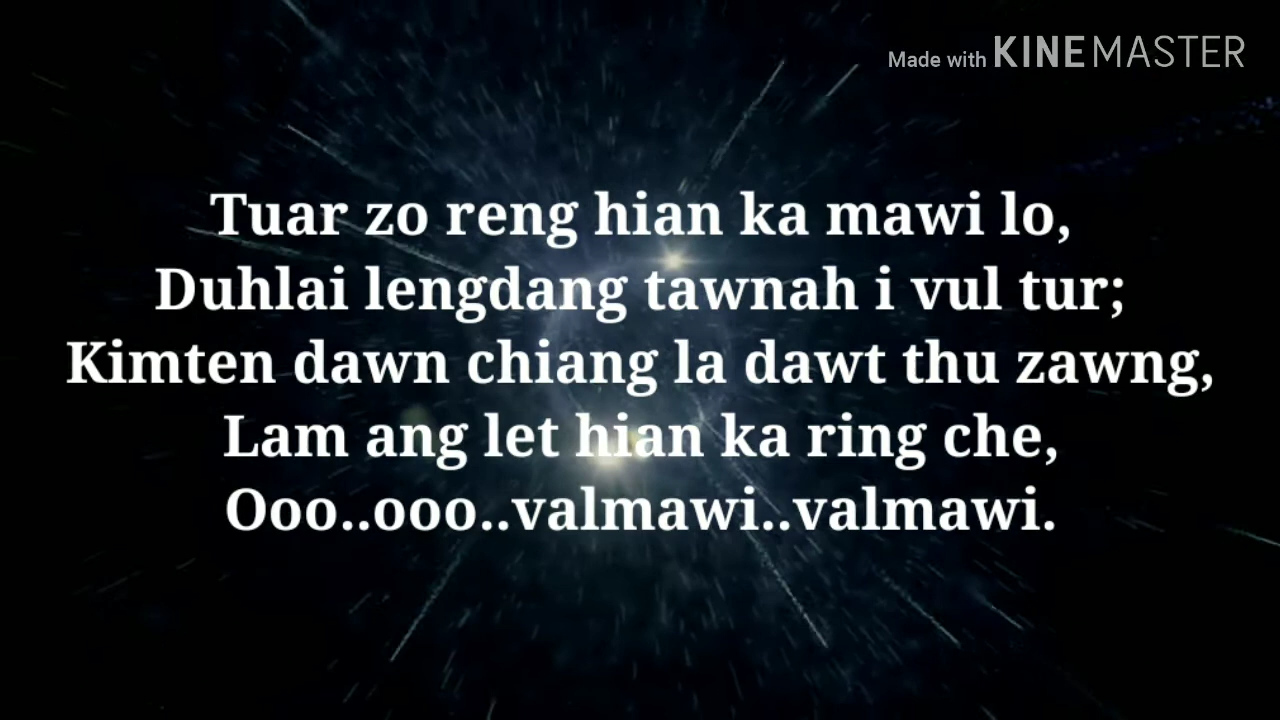 Made with KINEMASTER
Tuar zo reng hian ka mawi lo,
Duhlai lengdang tawnah i vul tur;
Kimten dawn chiang la dawt thu zawng,
Lam ang let hian ka ring che,
Ooo..ooo..valmawi..valmawi.